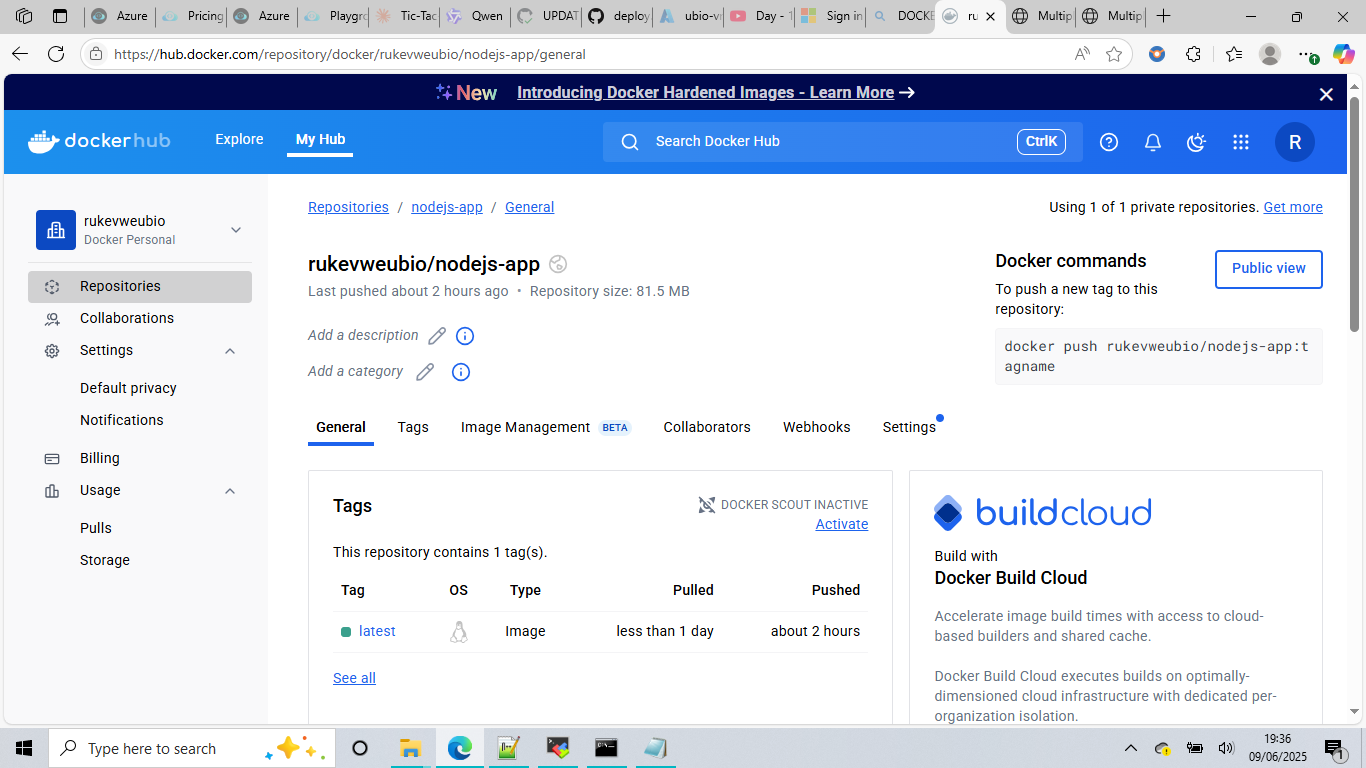 Azure
Pricing
Azure
Playgro
Tic-Tac
Qwen
UPDAT
deploy
ubio-vr
Day - 1
Sign in
DOCKE
ru
Multip
Multip
https://hub.docker.com/repository/docker/rukevweubio/nodejs-app/general
New Introducing Docker Hardened Images - Learn More →
dockerhub
Explore
My Hub
Search Docker Hub
CtrlK
R
rukevweubio
Docker Personal
Repositories
Collaborations
Settings
Default privacy
Notifications
Billing
Usage
Pulls
Storage
Repositories / nodejs-app / General
Using 1 of 1 private repositories. Get more
rukevweubio/nodejs-app
Last pushed about 2 hours ago • Repository size: 81.5 MB
Add a description
Add a category
Docker commands
Public view
To push a new tag to this
repository:
docker push rukevweubio/nodejs-app:t
agname
General
Tags
Image Management BETA
Collaborators
Webhooks
Settings
Tags
DOCKER SCOUT INACTIVE
Activate
This repository contains 1 tag(s).
Tag OS Type Pulled Pushed
latest Image less than 1 day about 2 hours
See all
buildcloud
Build with
Docker Build Cloud
Accelerate image build times with access to cloud-
based builders and shared cache.
Docker Build Cloud executes builds on optimally-
dimensioned cloud infrastructure with dedicated per-
organization isolation.
Type here to search
19:36
09/06/2025
1